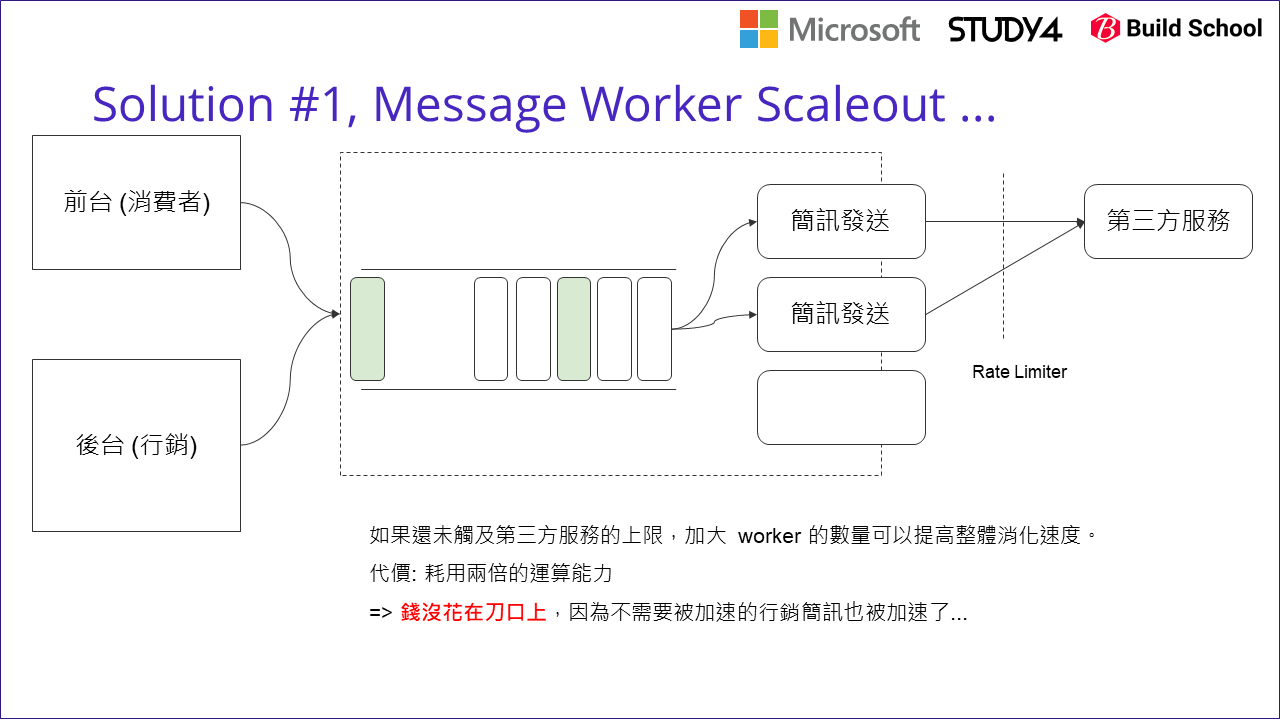 Microsoft STUDY4 Build School
Solution #1, Message Worker Scaleout ...
前台 (消費者)
後台 (行銷)
簡訊發送
簡訊發送
第三方服務
Rate Limiter
如果還未觸及第三方服務的上限，加大 worker 的數量可以提高整體消化速度。
代價: 耗用兩倍的運算能力
=> 錢沒花在刀口上，因為不需要被加速的行銷簡訊也被加速了...